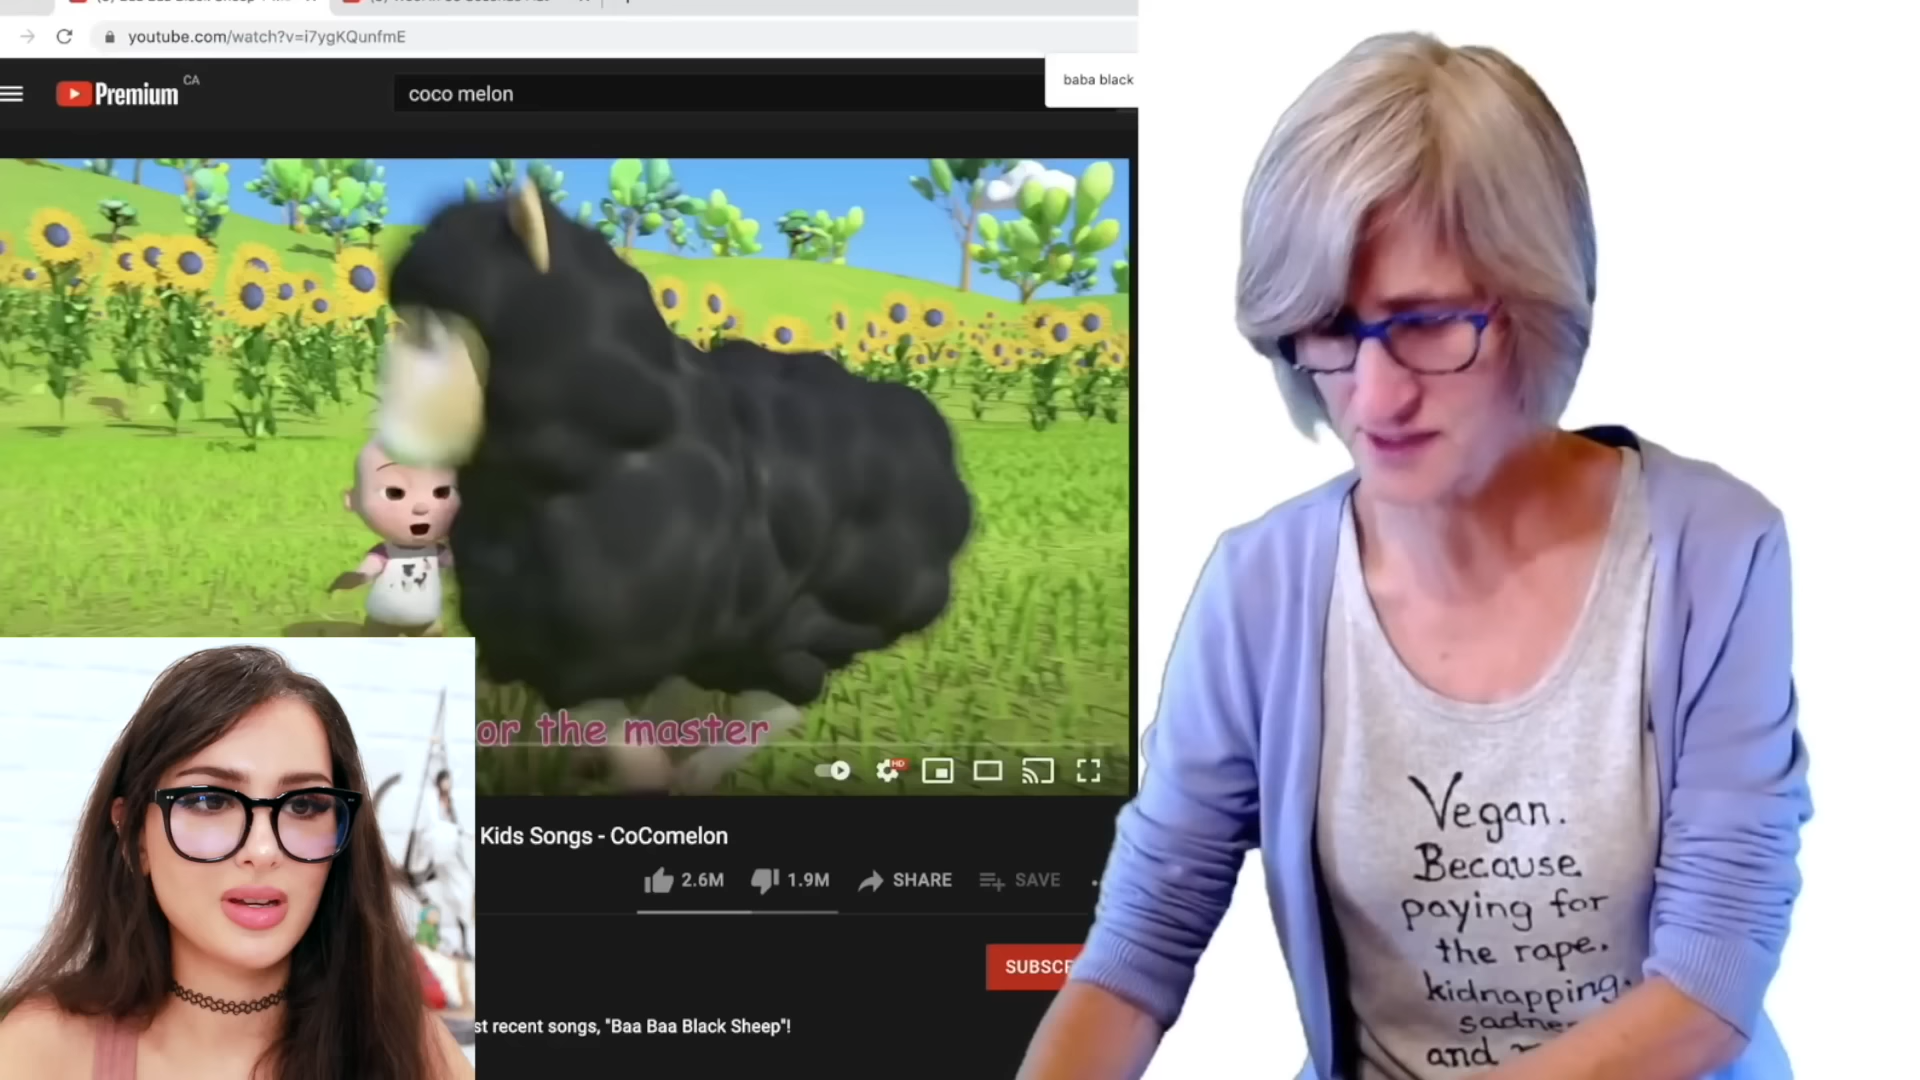 youtube.com/watch?v=i7ygKQunfmE
Premium CA
coco melon
baba black
or the master
HD
Kids Songs - CoComelon
2.6M
1.9M
SHARE
SAVE
SUBSC
st recent songs, "Baa Baa Black Sheep"!
Vegan.
Because
paying for
the rape,
kidnapping,
sadne
and